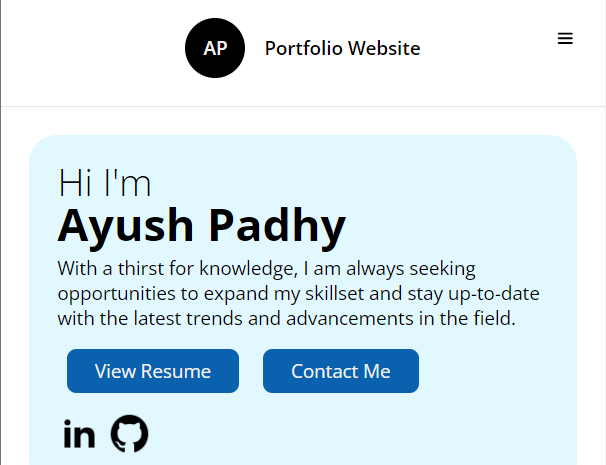 AP
Portfolio Website
Hi I'm
Ayush Padhy
With a thirst for knowledge, I am always seeking
opportunities to expand my skillset and stay up-to-date
with the latest trends and advancements in the field.
View Resume
Contact Me
in